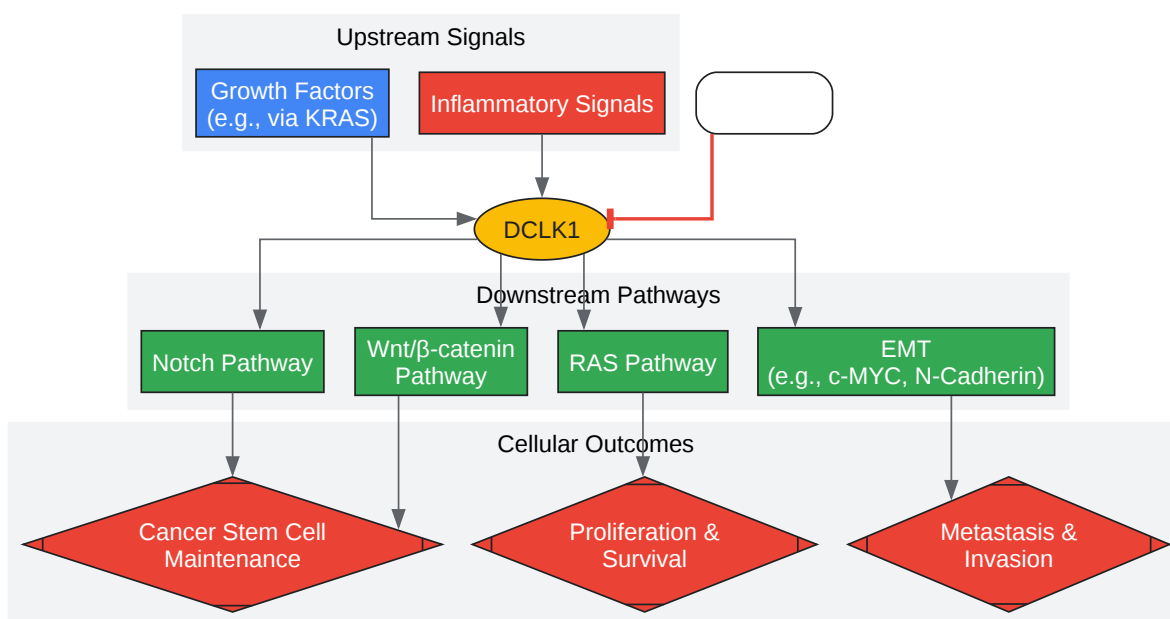 Upstream Signals
Growth Factors
(e.g., via KRAS)
Inflammatory Signals
DCLK1
Downstream Pathways
Notch Pathway
Wnt/β-catenin
Pathway
RAS Pathway
EMT
(e.g., c-MYC, N-Cadherin)
Cellular Outcomes
Cancer Stem Cell
Maintenance
Proliferation &
Survival
Metastasis &
Invasion